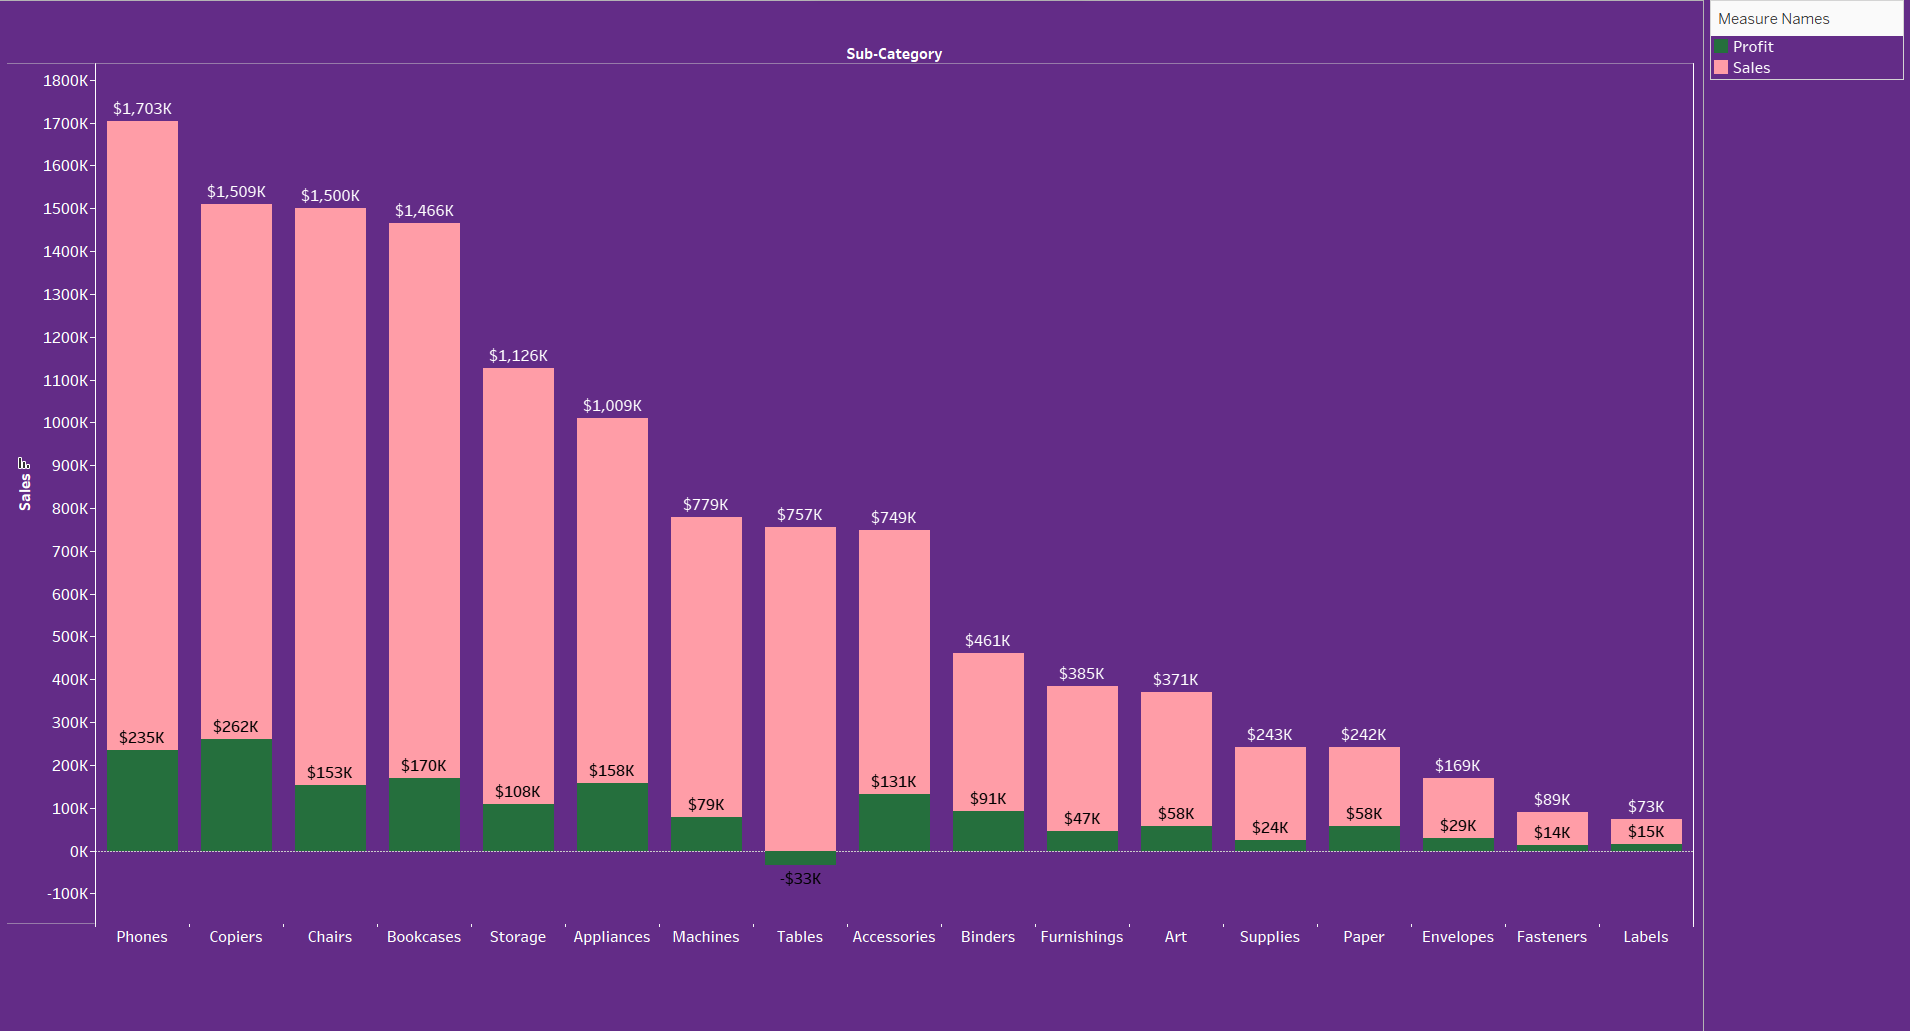 Measure Names
Profit
Sales
Sub-Category
1800K
1700K
1600K
1500K
1400K
1300K
1200K
1100K
1000K
900K
800K
700K
600K
500K
400K
300K
200K
100K
0K
-100K
Sales
$1,703K
$1,509K
$1,500K
$1,466K
$1,126K
$1,009K
$779K
$757K
$749K
$461K
$385K
$371K
$243K
$242K
$169K
$89K
$73K
$235K
$262K
$153K
$170K
$108K
$158K
$79K
-$33K
$131K
$91K
$47K
$58K
$24K
$58K
$29K
$14K
$15K
Phones
Copiers
Chairs
Bookcases
Storage
Appliances
Machines
Tables
Accessories
Binders
Furnishings
Art
Supplies
Paper
Envelopes
Fasteners
Labels